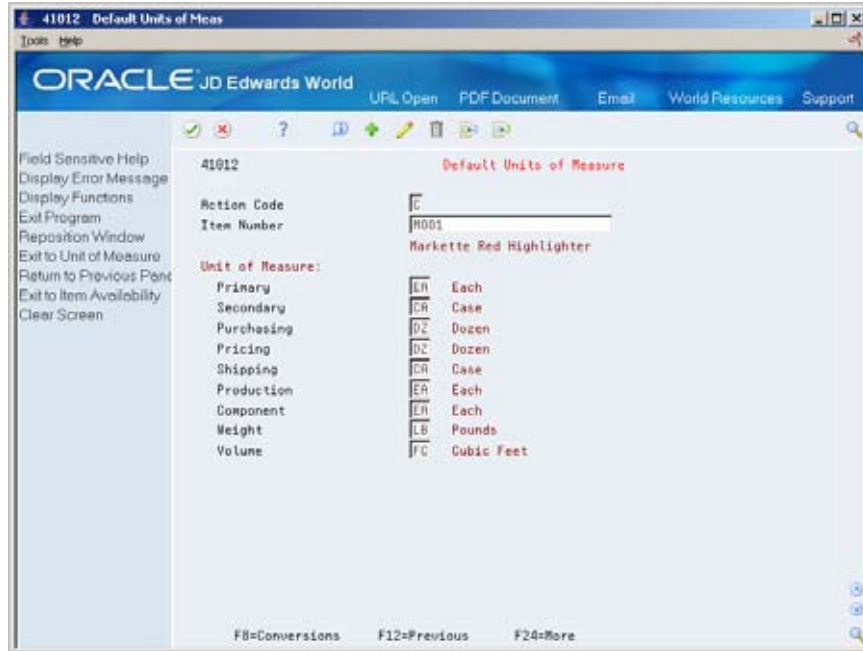 41012 Default Units of Meas
Tools Help
ORACLE JD Edwards World
URL Open PDF Document Email World Resources Support
Field Sensitive Help
Display Error Message
Display Functions
Exit Program
Reposition Window
Exit to Unit of Measure
Return to Previous Pane
Exit to Item Availability
Clear Screen
41012 Default Units of Measure
Action Code C
Item Number M001
Markette Red Highlighter
Unit of Measure:
Primary EA Each
Secondary CA Case
Purchasing DZ Dozen
Pricing DZ Dozen
Shipping CA Case
Production EA Each
Component EA Each
Weight LB Pounds
Volume FC Cubic Feet
F8=Conversions F12=Previous F24=More